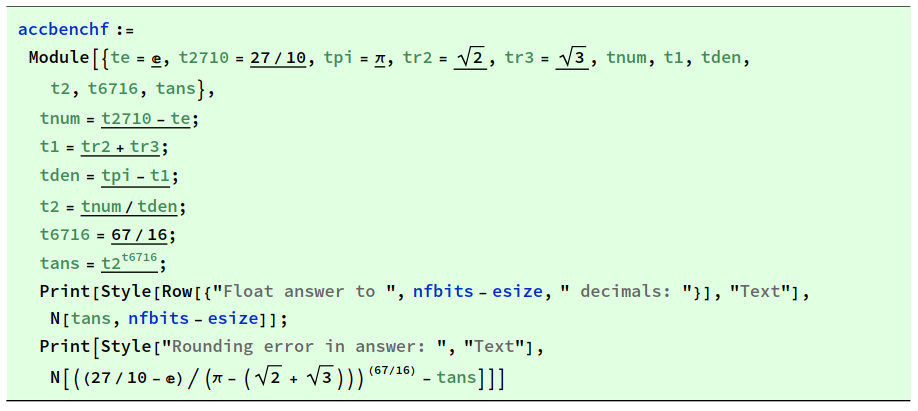 accbenchf :=
Module[{te = ⅇ, t2710 = 27 / 10, tpi = π, tr2 = √2, tr3 = √3, tnum, t1, tden,
t2, t6716, tans},
tnum = t2710 - te;
t1 = tr2 + tr3;
tden = tpi - t1;
t2 = tnum / tden;
t6716 = 67 / 16;
tans = t2^t6716;
Print[Style[Row[{"Float answer to ", nfbits - esize, " decimals: "}], "Text"],
N[tans, nfbits - esize]];
Print[Style["Rounding error in answer: ", "Text"],
N[((27 / 10 - ⅇ) / (π - (√2 + √3)))^(67/16) - tans]]]